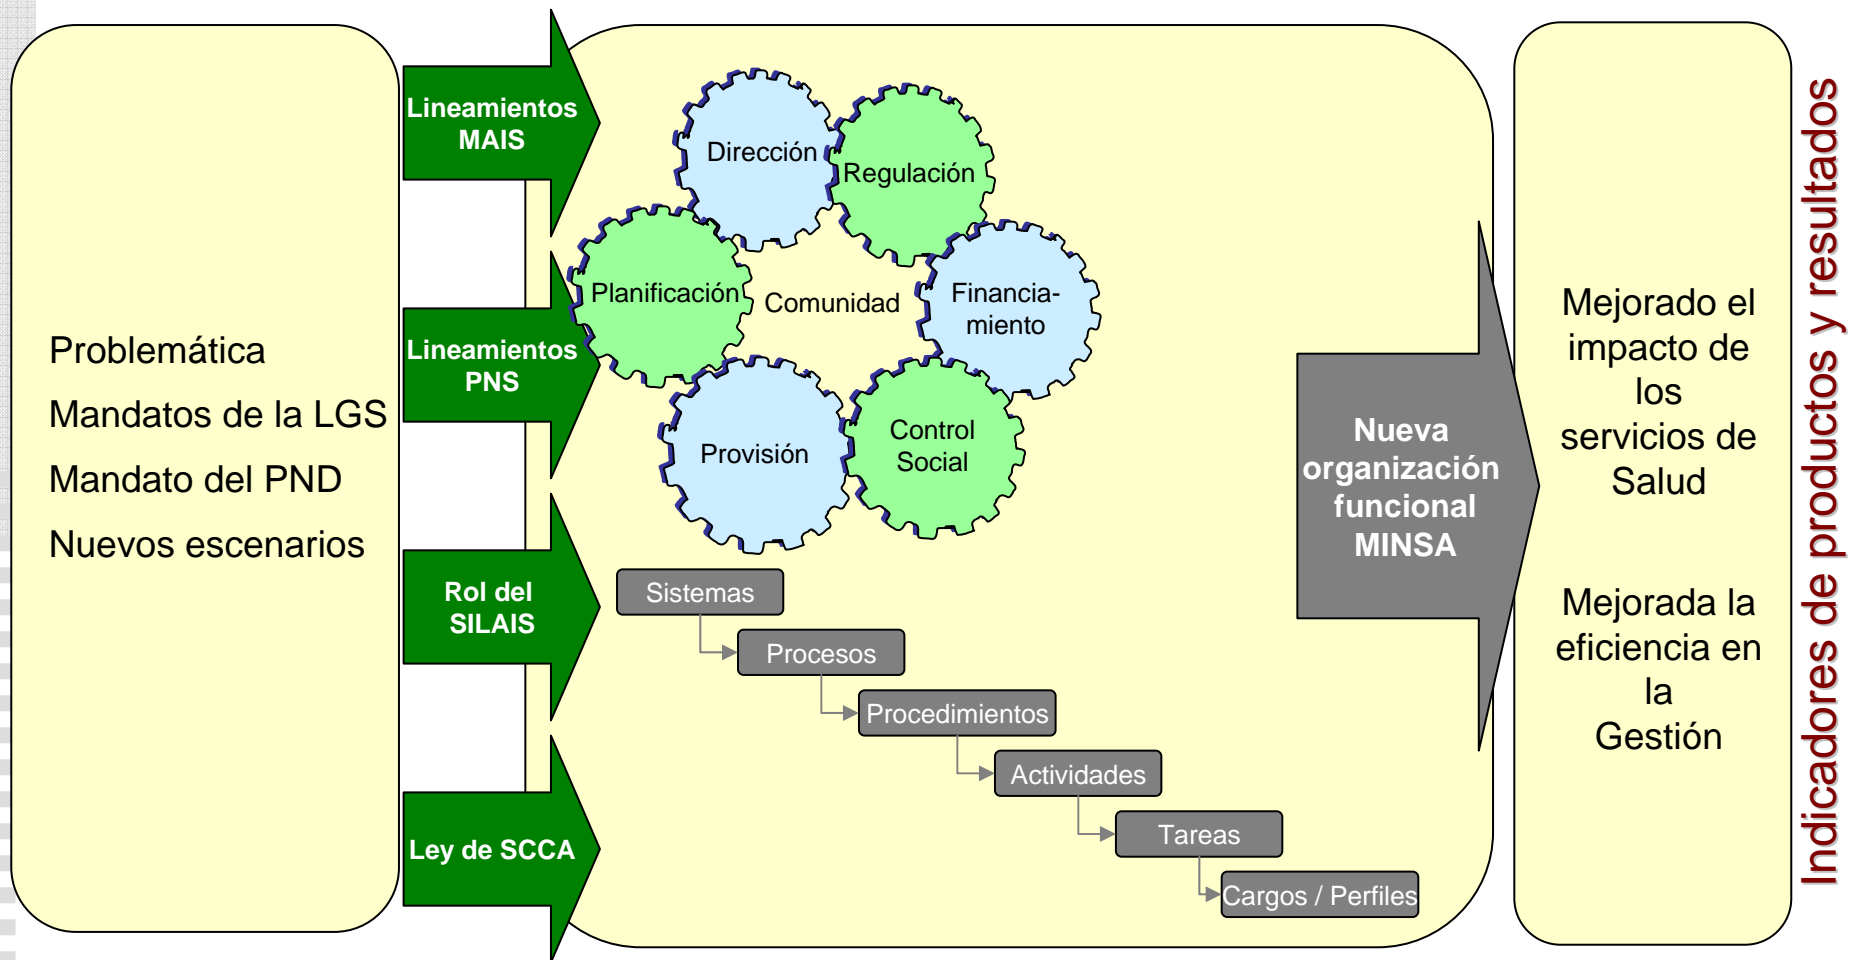 Problemática
Mandatos de la LGS
Mandato del PND
Nuevos escenarios
Lineamientos
MAIS
Lineamientos
PNS
Rol del
SILAIS
Ley de SCCA
Dirección
Regulación
Planificación
Comunidad
Financia-
miento
Provisión
Control
Social
Sistemas
Procesos
Procedimientos
Actividades
Tareas
Cargos / Perfiles
Nueva
organización
funcional
MINSA
Mejorado el
impacto de
los
servicios de
Salud
Mejorada la
eficiencia en
la
Gestión
Indicadores de productos y resultados